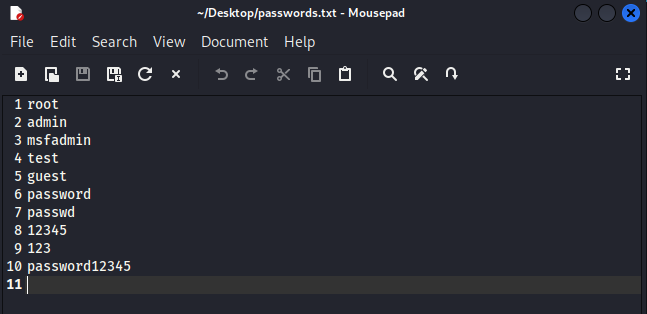 ~/Desktop/passwords.txt - Mousepad
File Edit Search View Document Help
1 root
2 admin
3 msfadmin
4 test
5 guest
6 password
7 passwd
8 12345
9 123
10 password12345
11